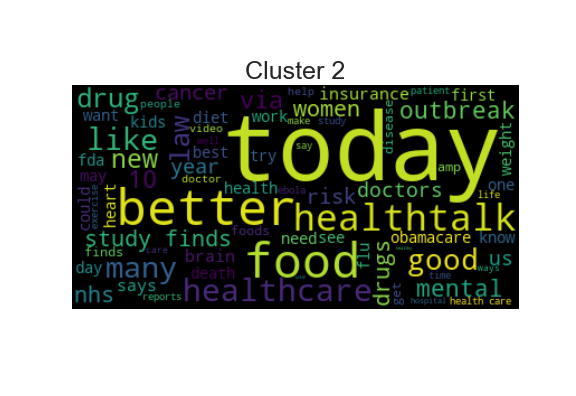 Cluster 2
drug
cancer
via
insurance
patient
first
help
people
want
kids
diet
work
women
make
study
outbreak
like
law
video
best
try
say
today
disease
weight
fda
new
year
well
amp
may
10
doctor
health
ebola
risk
doctors
one
could
exercise
heart
better
healthtalk
life
study finds
foods
need
see
flu
obamacare
know
finds
brain
care
food
good
us
day
many
death
drugs
time
ways
nhs
says
reports
healthcare
use
get
hospital
mental
health care